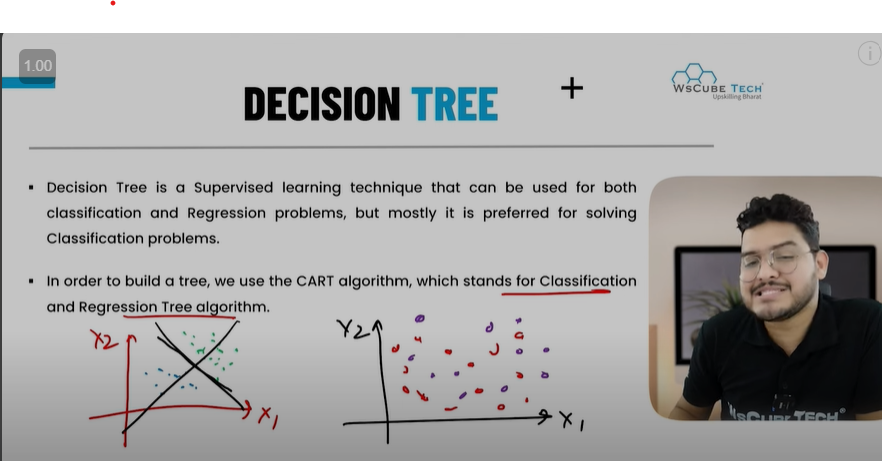 1.00
DECISION TREE
+
WsCube Tech
Upskilling Bharat
▪ Decision Tree is a Supervised learning technique that can be used for both
classification and Regression problems, but mostly it is preferred for solving
Classification problems.
▪ In order to build a tree, we use the CART algorithm, which stands for Classification
and Regression Tree algorithm.
X2
X1
X2
X1
WSCUBE TECH